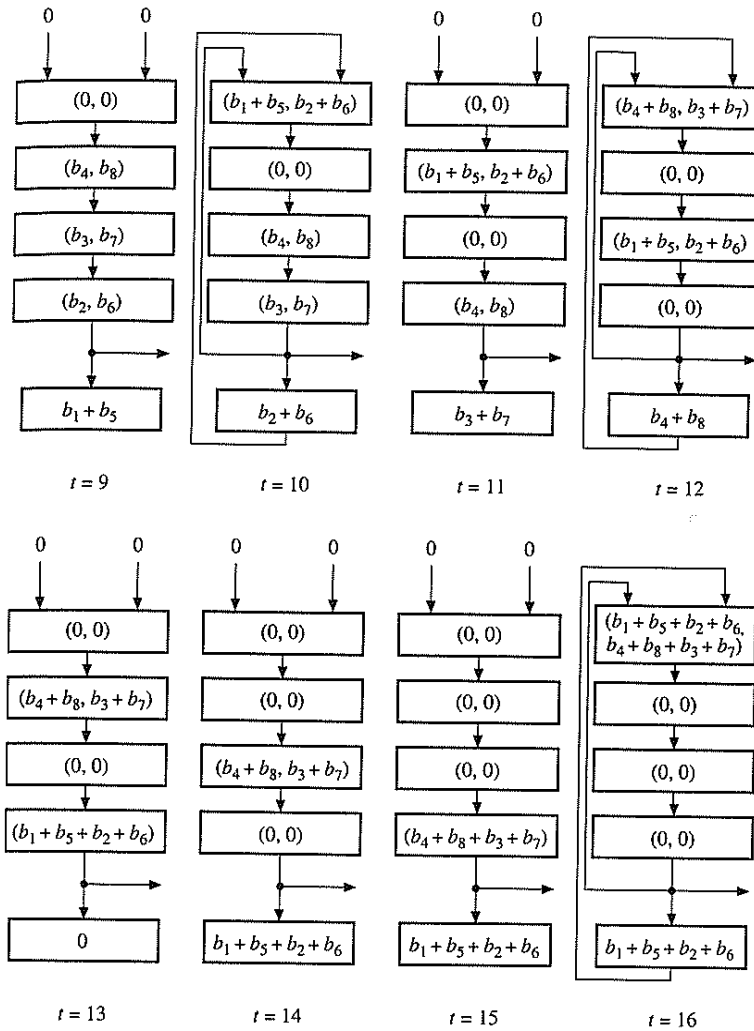 0 0
(0, 0)
(b₄, b₈)
(b₃, b₇)
(b₂, b₆)
b₁ + b₅
t = 9
(b₁ + b₅, b₂ + b₆)
(0, 0)
(b₄, b₈)
(b₃, b₇)
b₂ + b₆
t = 10
0 0
(0, 0)
(b₁ + b₅, b₂ + b₆)
(0, 0)
(b₄, b₈)
b₃ + b₇
t = 11
(b₄ + b₈, b₃ + b₇)
(0, 0)
(b₁ + b₅, b₂ + b₆)
(0, 0)
b₄ + b₈
t = 12
0 0
(0, 0)
(b₄ + b₈, b₃ + b₇)
(0, 0)
(b₁ + b₅ + b₂ + b₆)
0
t = 13
0 0
(0, 0)
(0, 0)
(b₄ + b₈, b₃ + b₇)
(0, 0)
b₁ + b₅ + b₂ + b₆
t = 14
0 0
(0, 0)
(0, 0)
(0, 0)
(b₄ + b₈ + b₃ + b₇)
b₁ + b₅ + b₂ + b₆
t = 15
(b₁ + b₅ + b₂ + b₆,
b₄ + b₈ + b₃ + b₇)
(0, 0)
(0, 0)
(0, 0)
b₁ + b₅ + b₂ + b₆
t = 16